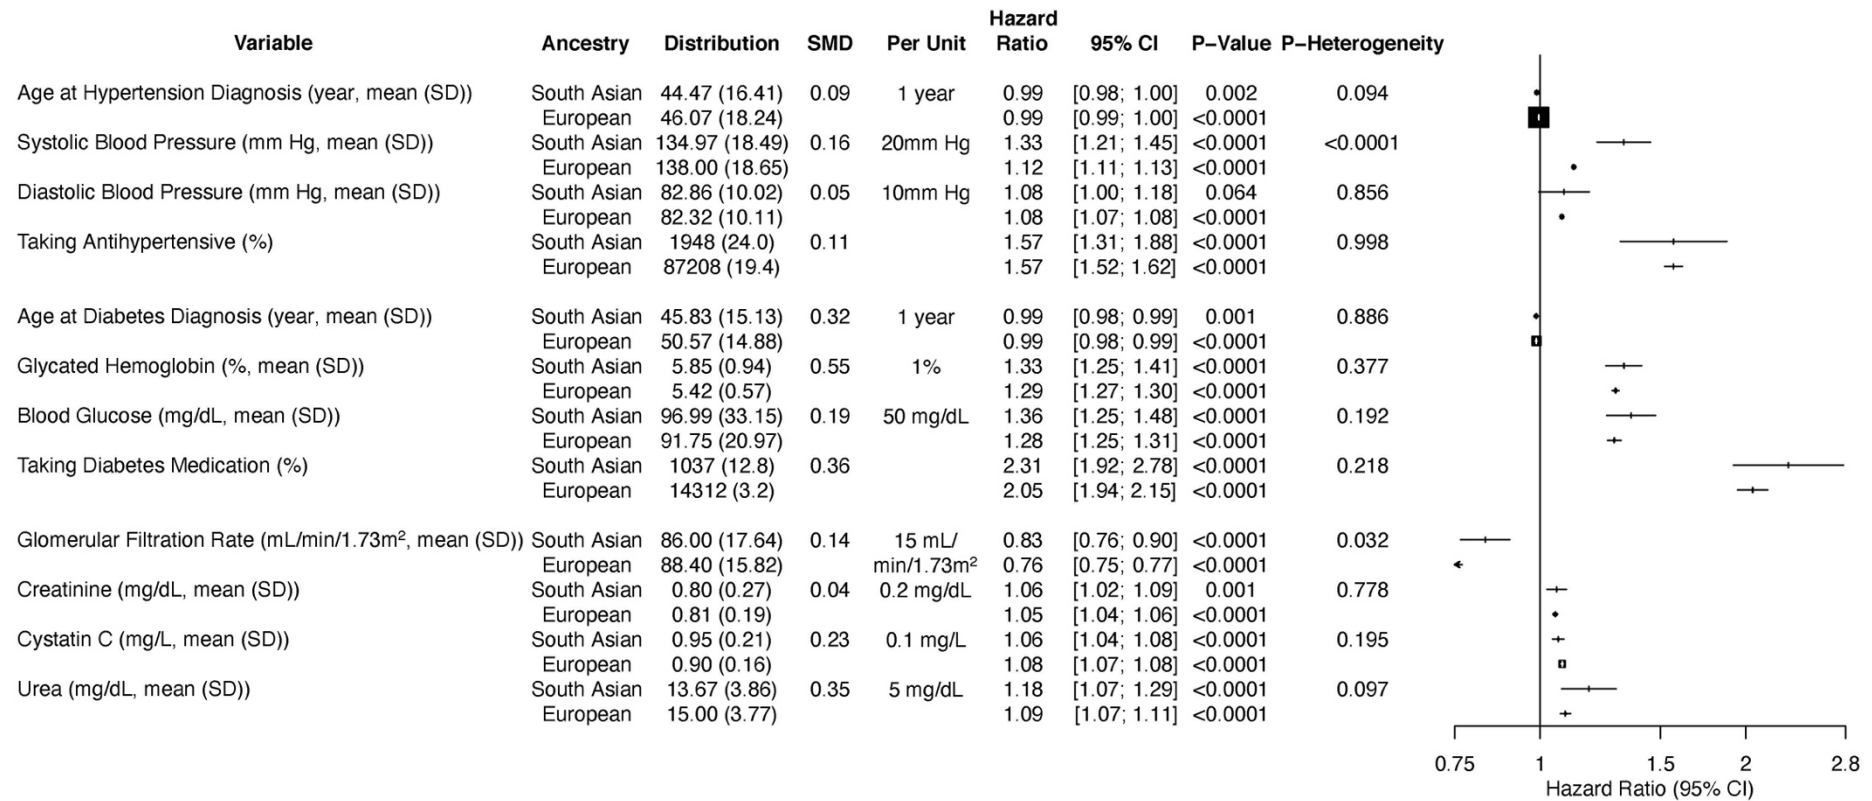 Variable Ancestry Distribution SMD Per Unit Hazard Ratio 95% CI P−Value P−Heterogeneity
Age at Hypertension Diagnosis (year, mean (SD)) South Asian 44.47 (16.41) 0.09 1 year 0.99 [0.98; 1.00] 0.002 0.094
European 46.07 (18.24) 0.99 [0.99; 1.00] <0.0001
Systolic Blood Pressure (mm Hg, mean (SD)) South Asian 134.97 (18.49) 0.16 20mm Hg 1.33 [1.21; 1.45] <0.0001 <0.0001
European 138.00 (18.65) 1.12 [1.11; 1.13] <0.0001
Diastolic Blood Pressure (mm Hg, mean (SD)) South Asian 82.86 (10.02) 0.05 10mm Hg 1.08 [1.00; 1.18] 0.064 0.856
European 82.32 (10.11) 1.08 [1.07; 1.08] <0.0001
Taking Antihypertensive (%) South Asian 1948 (24.0) 0.11 1.57 [1.31; 1.88] <0.0001 0.998
European 87208 (19.4) 1.57 [1.52; 1.62] <0.0001
Age at Diabetes Diagnosis (year, mean (SD)) South Asian 45.83 (15.13) 0.32 1 year 0.99 [0.98; 0.99] 0.001 0.886
European 50.57 (14.88) 0.99 [0.98; 0.99] <0.0001
Glycated Hemoglobin (%, mean (SD)) South Asian 5.85 (0.94) 0.55 1% 1.33 [1.25; 1.41] <0.0001 0.377
European 5.42 (0.57) 1.29 [1.27; 1.30] <0.0001
Blood Glucose (mg/dL, mean (SD)) South Asian 96.99 (33.15) 0.19 50 mg/dL 1.36 [1.25; 1.48] <0.0001 0.192
European 91.75 (20.97) 1.28 [1.25; 1.31] <0.0001
Taking Diabetes Medication (%) South Asian 1037 (12.8) 0.36 2.31 [1.92; 2.78] <0.0001 0.218
European 14312 (3.2) 2.05 [1.94; 2.15] <0.0001
Glomerular Filtration Rate (mL/min/1.73m², mean (SD)) South Asian 86.00 (17.64) 0.14 15 mL/ 0.83 [0.76; 0.90] <0.0001 0.032
European 88.40 (15.82) min/1.73m² 0.76 [0.75; 0.77] <0.0001
Creatinine (mg/dL, mean (SD)) South Asian 0.80 (0.27) 0.04 0.2 mg/dL 1.06 [1.02; 1.09] 0.001 0.778
European 0.81 (0.19) 1.05 [1.04; 1.06] <0.0001
Cystatin C (mg/L, mean (SD)) South Asian 0.95 (0.21) 0.23 0.1 mg/L 1.06 [1.04; 1.08] <0.0001 0.195
European 0.90 (0.16) 1.08 [1.07; 1.08] <0.0001
Urea (mg/dL, mean (SD)) South Asian 13.67 (3.86) 0.35 5 mg/dL 1.18 [1.07; 1.29] <0.0001 0.097
European 15.00 (3.77) 1.09 [1.07; 1.11] <0.0001
0.75 1 1.5 2 2.8
Hazard Ratio (95% CI)